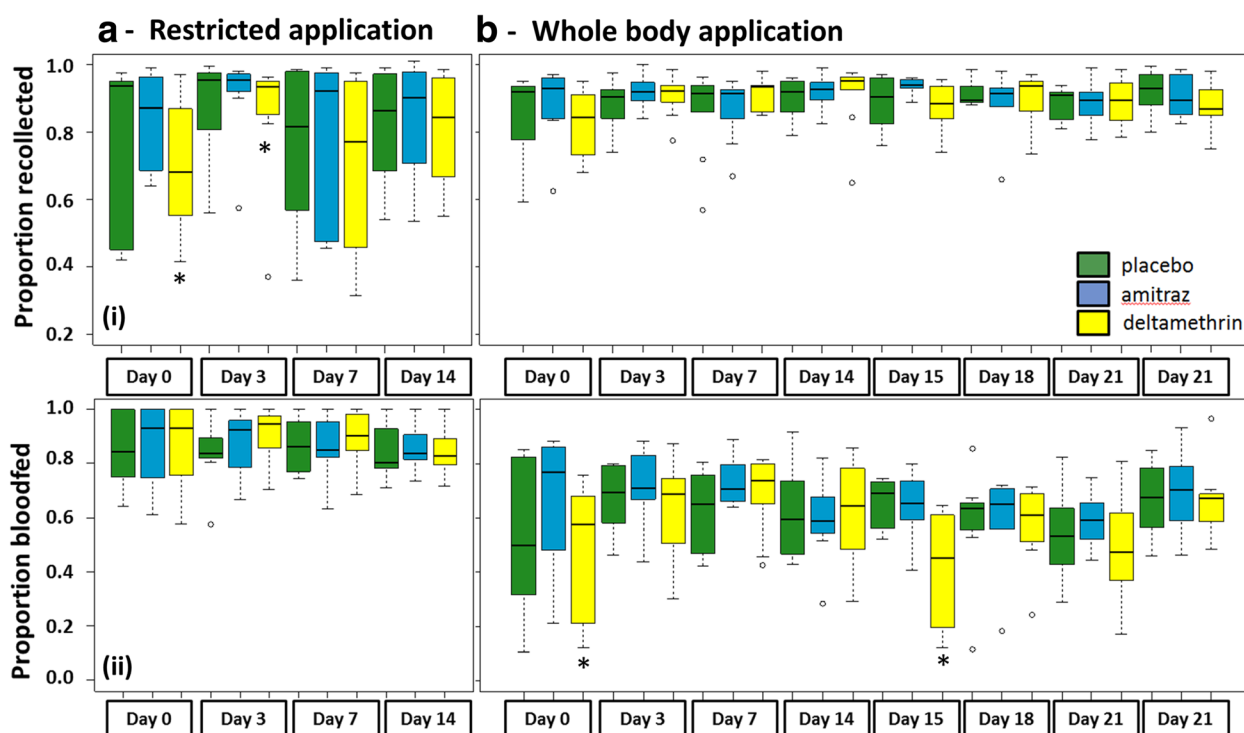 a - Restricted application
b - Whole body application
Proportion recollected
1.0
0.8
0.6
0.4
0.2
(i)
*
*
placebo
amitraz
deltamethrin
Day 0 Day 3 Day 7 Day 14
Day 0 Day 3 Day 7 Day 14 Day 15 Day 18 Day 21 Day 21
Proportion bloodfed
1.0
0.8
0.6
0.4
0.2
0.0
(ii)
*
*
Day 0 Day 3 Day 7 Day 14
Day 0 Day 3 Day 7 Day 14 Day 15 Day 18 Day 21 Day 21